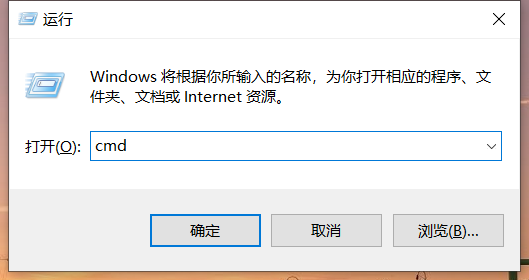 运行
Windows 将根据你所输入的名称，为你打开相应的程序、文
件夹、文档或 Internet 资源。
打开(O): cmd
确定 取消 浏览(B)...